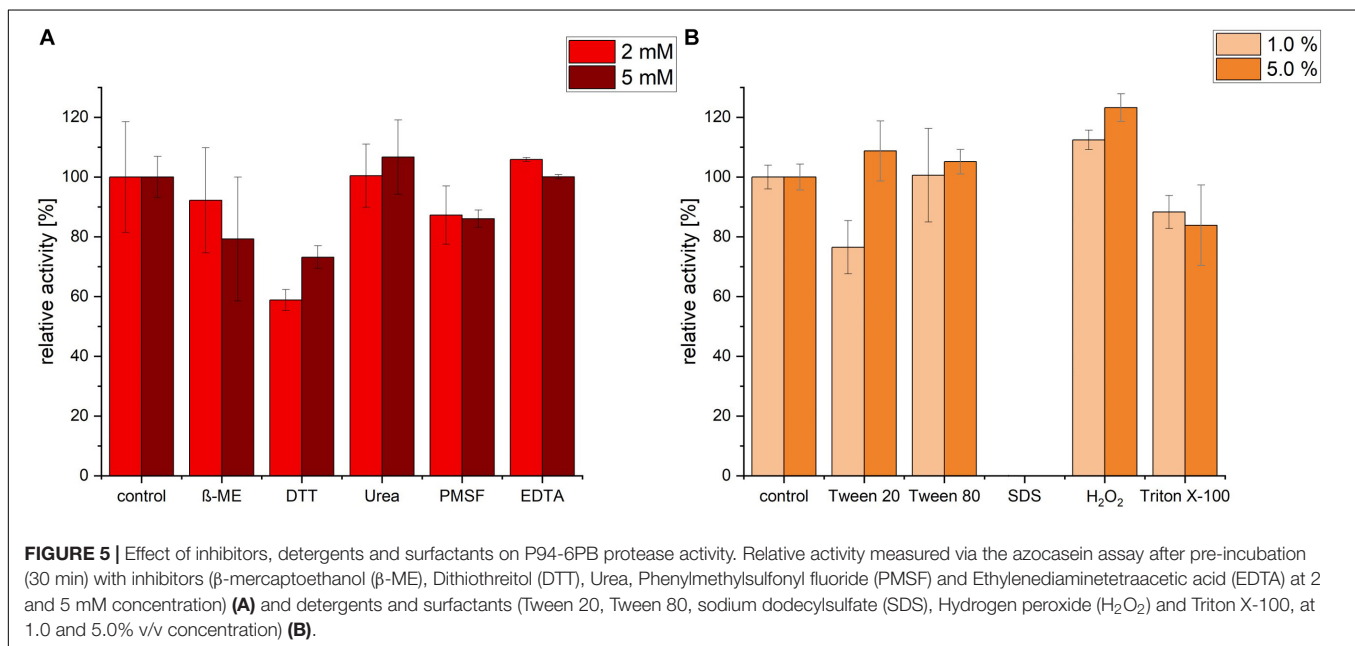 A
2 mM
5 mM
relative activity [%]
120
100
80
60
40
20
0
control ß-ME DTT Urea PMSF EDTA
B
1.0 %
5.0 %
relative activity [%]
120
100
80
60
40
20
0
control Tween 20 Tween 80 SDS H₂O₂ Triton X-100
FIGURE 5 | Effect of inhibitors, detergents and surfactants on P94-6PB protease activity. Relative activity measured via the azocasein assay after pre-incubation
(30 min) with inhibitors (β-mercaptoethanol (β-ME), Dithiothreitol (DTT), Urea, Phenylmethylsulfonyl fluoride (PMSF) and Ethylenediaminetetraacetic acid (EDTA) at 2
and 5 mM concentration) (A) and detergents and surfactants (Tween 20, Tween 80, sodium dodecylsulfate (SDS), Hydrogen peroxide (H₂O₂) and Triton X-100, at
1.0 and 5.0% v/v concentration) (B).